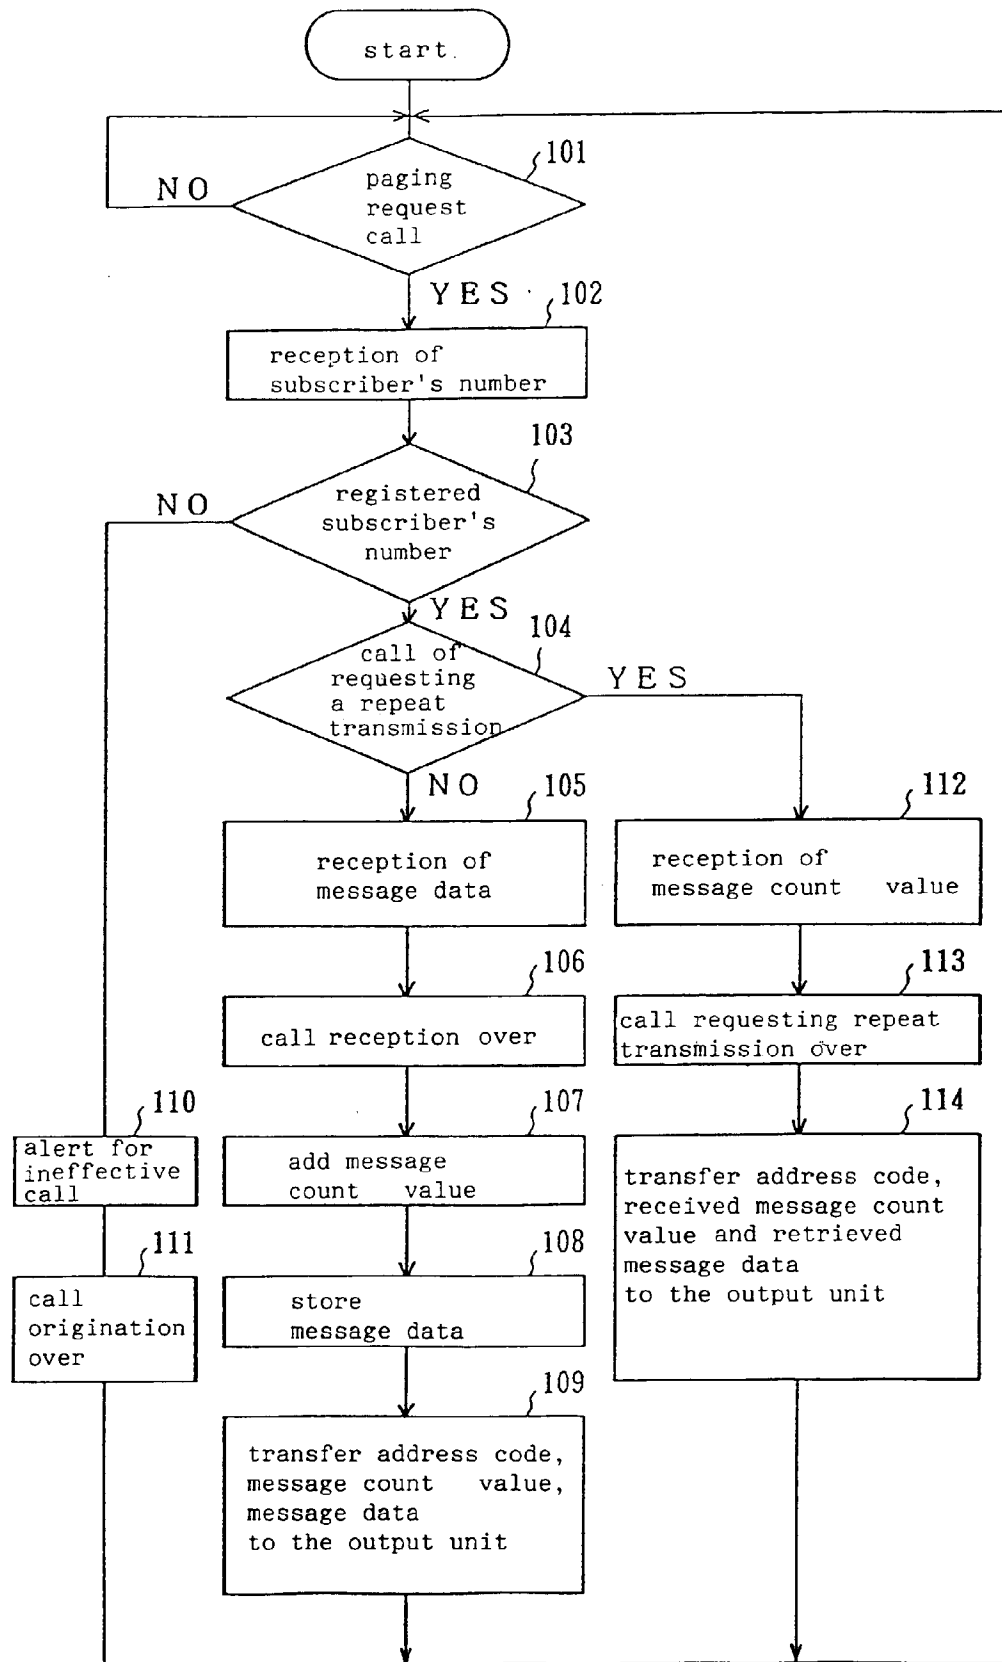 start.
101
paging
request
call
NO
YES
102
reception of
subscriber's number
103
registered
subscriber's
number
NO
YES
104
call of
requesting
a repeat
transmission
YES
NO
105
reception of
message data
112
reception of
message count value
106
call reception over
113
call requesting repeat
transmission over
110
alert for
ineffective
call
107
add message
count value
114
transfer address code,
received message count
value and retrieved
message data
to the output unit
111
call
origination
over
108
store
message data
109
transfer address code,
message count value,
message data
to the output unit